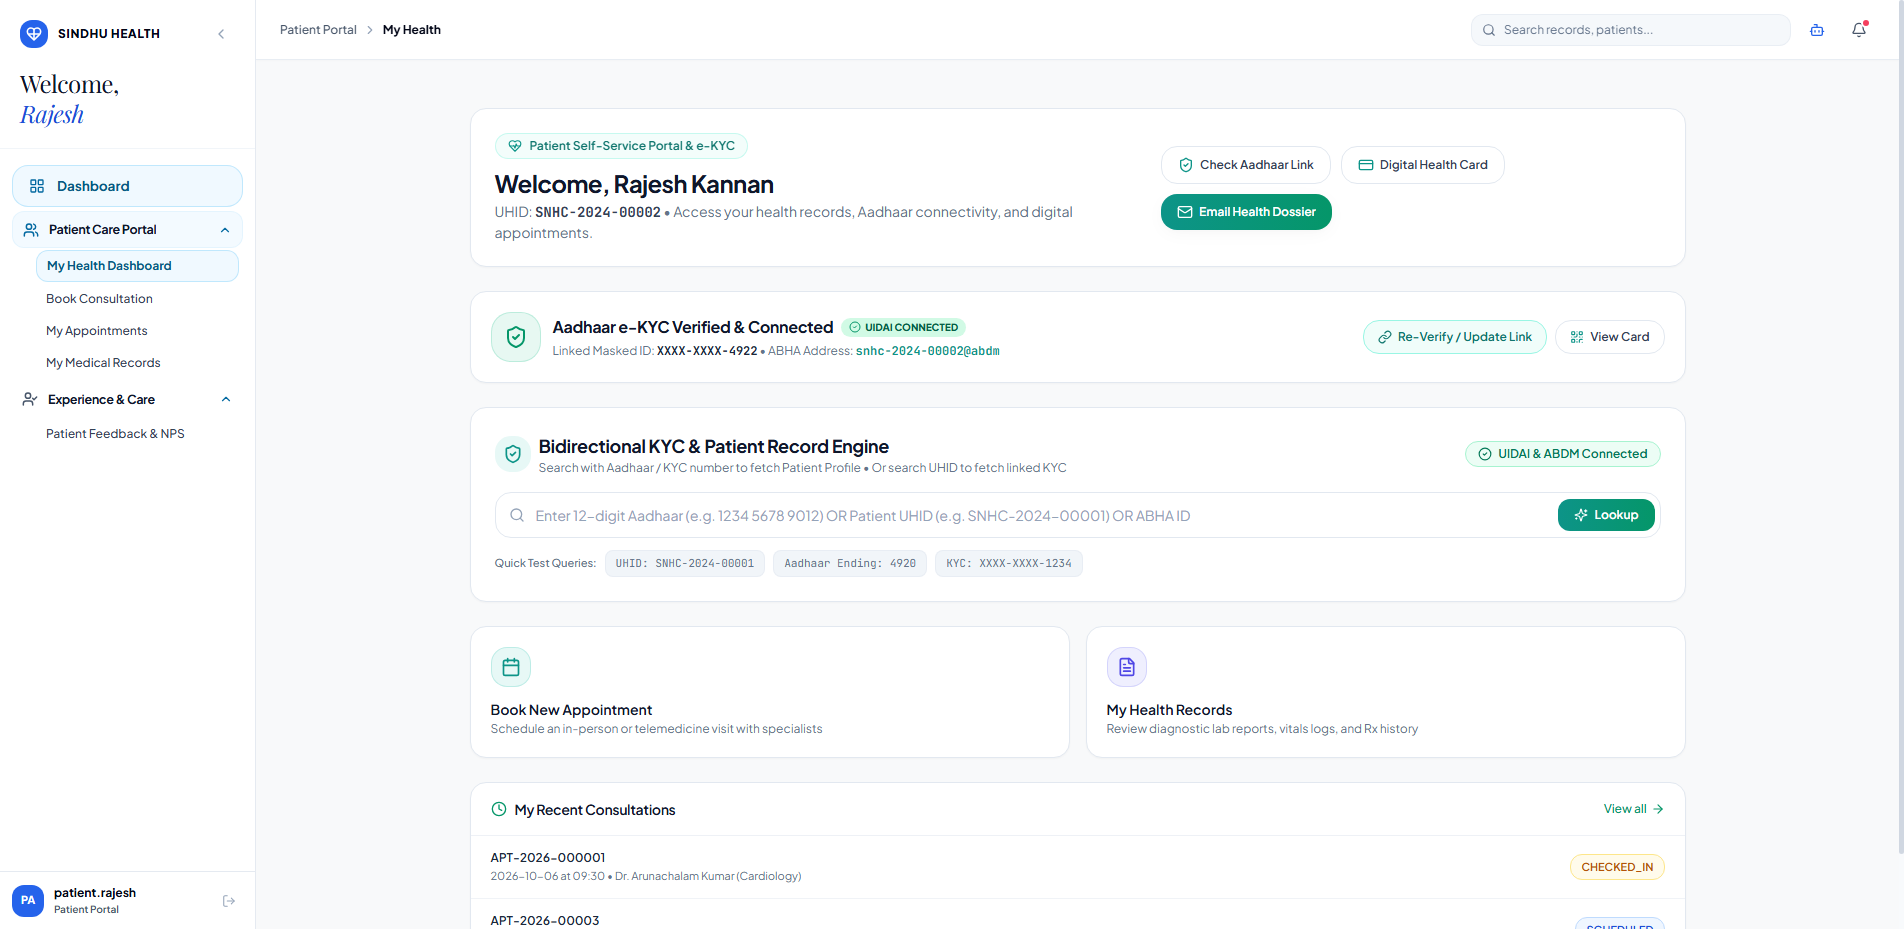 SINDHU HEALTH
Welcome,
Rajesh
Dashboard
Patient Care Portal
My Health Dashboard
Book Consultation
My Appointments
My Medical Records
Experience & Care
Patient Feedback & NPS
PA
patient.rajesh
Patient Portal
Patient Portal > My Health
Search records, patients...
Patient Self-Service Portal & e-KYC
Welcome, Rajesh Kannan
UHID: SNHC-2024-00002 • Access your health records, Aadhaar connectivity, and digital
appointments.
Check Aadhaar Link
Digital Health Card
Email Health Dossier
Aadhaar e-KYC Verified & Connected
UIDAI CONNECTED
Linked Masked ID: XXXX-XXXX-4922 • ABHA Address: snhc-2024-00002@abdm
Re-Verify / Update Link
View Card
Bidirectional KYC & Patient Record Engine
Search with Aadhaar / KYC number to fetch Patient Profile • Or search UHID to fetch linked KYC
UIDAI & ABDM Connected
Enter 12-digit Aadhaar (e.g. 1234 5678 9012) OR Patient UHID (e.g. SNHC-2024-00001) OR ABHA ID
Lookup
Quick Test Queries:
UHID: SNHC-2024-00001
Aadhaar Ending: 4920
KYC: XXXX-XXXX-1234
Book New Appointment
Schedule an in-person or telemedicine visit with specialists
My Health Records
Review diagnostic lab reports, vitals logs, and Rx history
My Recent Consultations
View all →
APT-2026-000001
2026-10-06 at 09:30 • Dr. Arunachalam Kumar (Cardiology)
CHECKED_IN
APT-2026-00003
SCHEDULED